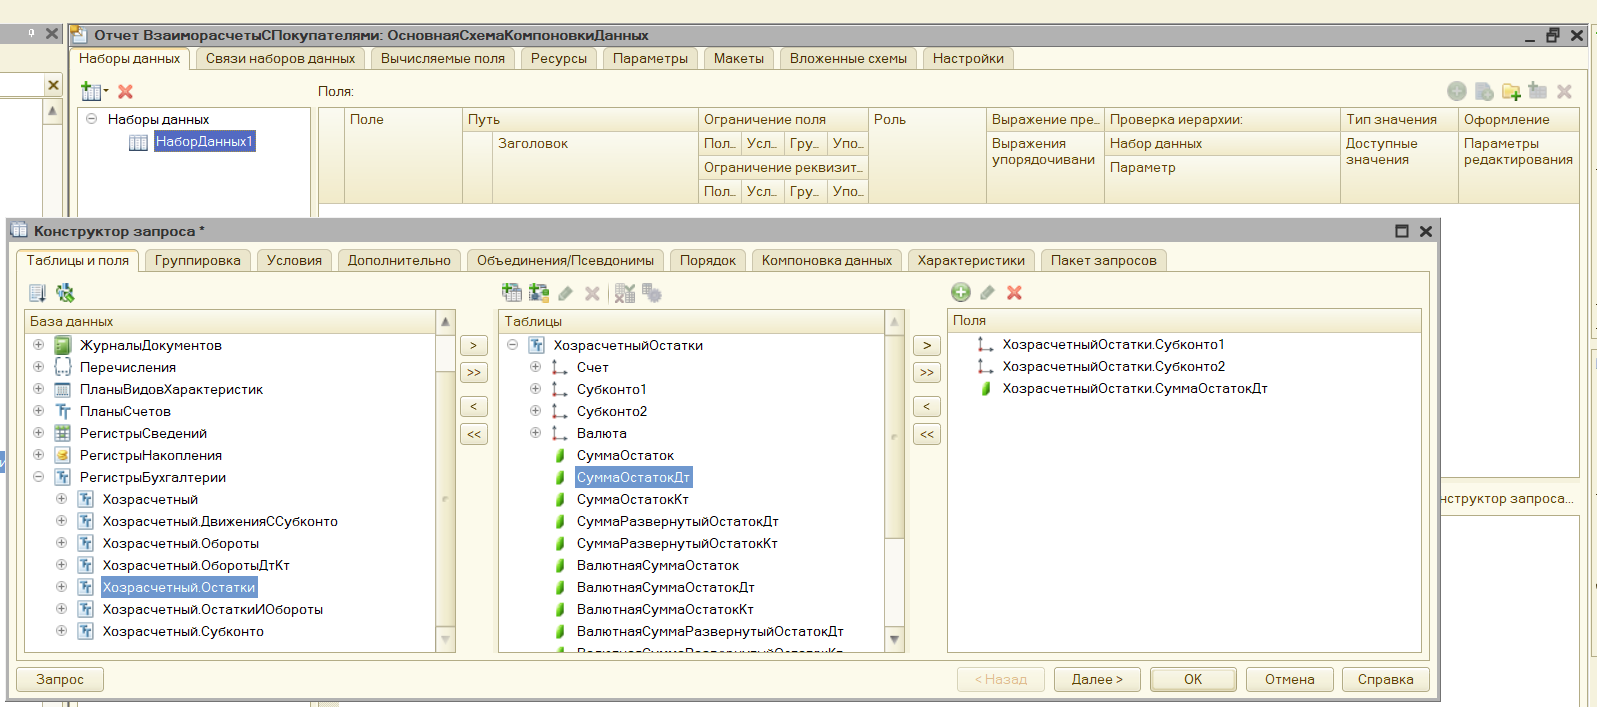 Отчет ВзаиморасчетыСПокупателями: ОсновнаяСхемаКомпоновкиДанных
Наборы данных Связи наборов данных Вычисляемые поля Ресурсы Параметры Макеты Вложенные схемы Настройки
Поля:
Наборы данных
НаборДанных1
Поле Путь Ограничение поля Роль Выражение пре... Проверка иерархии: Тип значения Оформление
Заголовок Пол... Усл... Гру... Упо... Выражения упорядочивани Набор данных Доступные значения Параметры редактирования
Ограничение реквизит... Параметр
Пол... Усл... Гру... Упо...
Конструктор запроса *
Таблицы и поля Группировка Условия Дополнительно Объединения/Псевдонимы Порядок Компоновка данных Характеристики Пакет запросов
База данных
ЖурналыДокументов
Перечисления
ПланыВидовХарактеристик
ПланыСчетов
РегистрыСведений
РегистрыНакопления
РегистрыБухгалтерии
Хозрасчетный
Хозрасчетный.ДвиженияССубконто
Хозрасчетный.Обороты
Хозрасчетный.ОборотыДтКт
Хозрасчетный.Остатки
Хозрасчетный.ОстаткиИОбороты
Хозрасчетный.Субконто
>
>>
<
<<
Таблицы
ХозрасчетныйОстатки
Счет
Субконто1
Субконто2
Валюта
СуммаОстаток
СуммаОстатокДт
СуммаОстатокКт
СуммаРазвернутыйОстатокДт
СуммаРазвернутыйОстатокКт
ВалютнаяСуммаОстаток
ВалютнаяСуммаОстатокДт
ВалютнаяСуммаОстатокКт
ВалютнаяСуммаРазвернутыйОстатокДт
>
>>
<
<<
Поля
ХозрасчетныйОстатки.Субконто1
ХозрасчетныйОстатки.Субконто2
ХозрасчетныйОстатки.СуммаОстатокДт
нструктор запроса...
Запрос < Назад Далее > ОК Отмена Справка